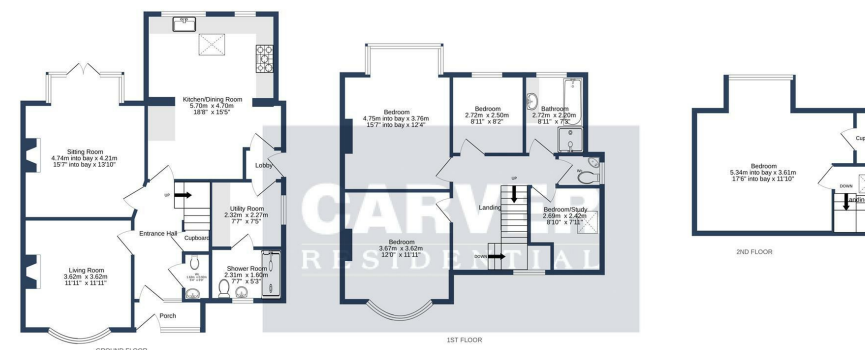 Kitchen/Dining Room
5.70m x 4.70m
18'8" x 15'5"
Sitting Room
4.74m into bay x 4.21m
15'7" into bay x 13'10"
Lobby
UP
Utility Room
2.32m x 2.27m
7'7" x 7'5"
Entrance Hall
Cupboard
Living Room
3.62m x 3.62m
11'11" x 11'11"
WC
Shower Room
2.31m x 1.60m
7'7" x 5'3"
Porch
GROUND FLOOR
Bedroom
4.75m into bay x 3.76m
15'7" into bay x 12'4"
Bedroom
2.72m x 2.50m
8'11" x 8'2"
Bathroom
2.72m x 2.20m
8'11" x 7'3"
WC
UP
Landing
Bedroom/Study
2.69m x 2.42m
8'10" x 7'11"
Bedroom
3.67m x 3.62m
12'0" x 11'11"
DOWN
CARVER
RESIDENTIAL
1ST FLOOR
Bedroom
5.34m into bay x 3.61m
17'6" into bay x 11'10"
Cup
DOWN
Landin
2ND FLOOR